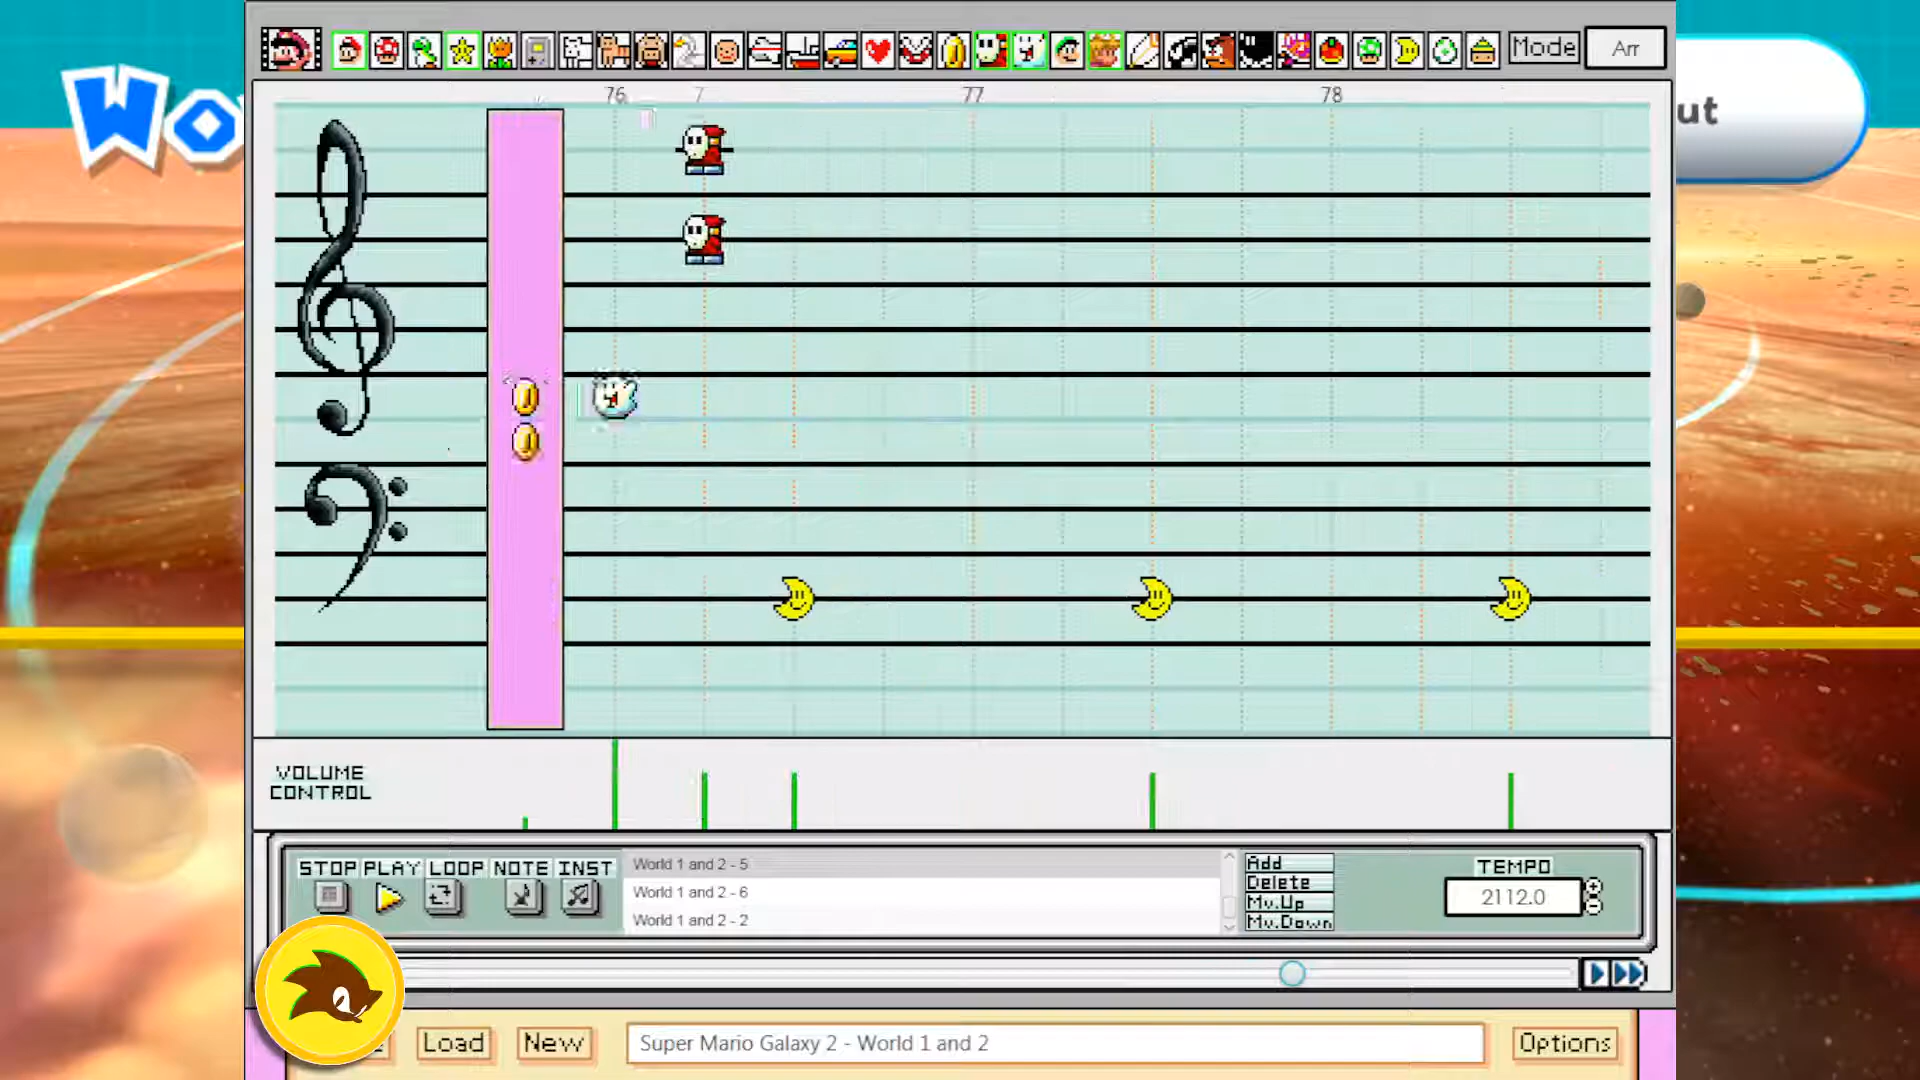 Mode
Arr
Wo
ut
76
7
77
78
VOLUME
CONTROL
STOP PLAY LOOP NOTE INST
World 1 and 2 - 5
World 1 and 2 - 6
World 1 and 2 - 2
Add
Delete
Mv.Up
Mv.Down
TEMPO
2112.0
Load
New
Super Mario Galaxy 2 - World 1 and 2
Options